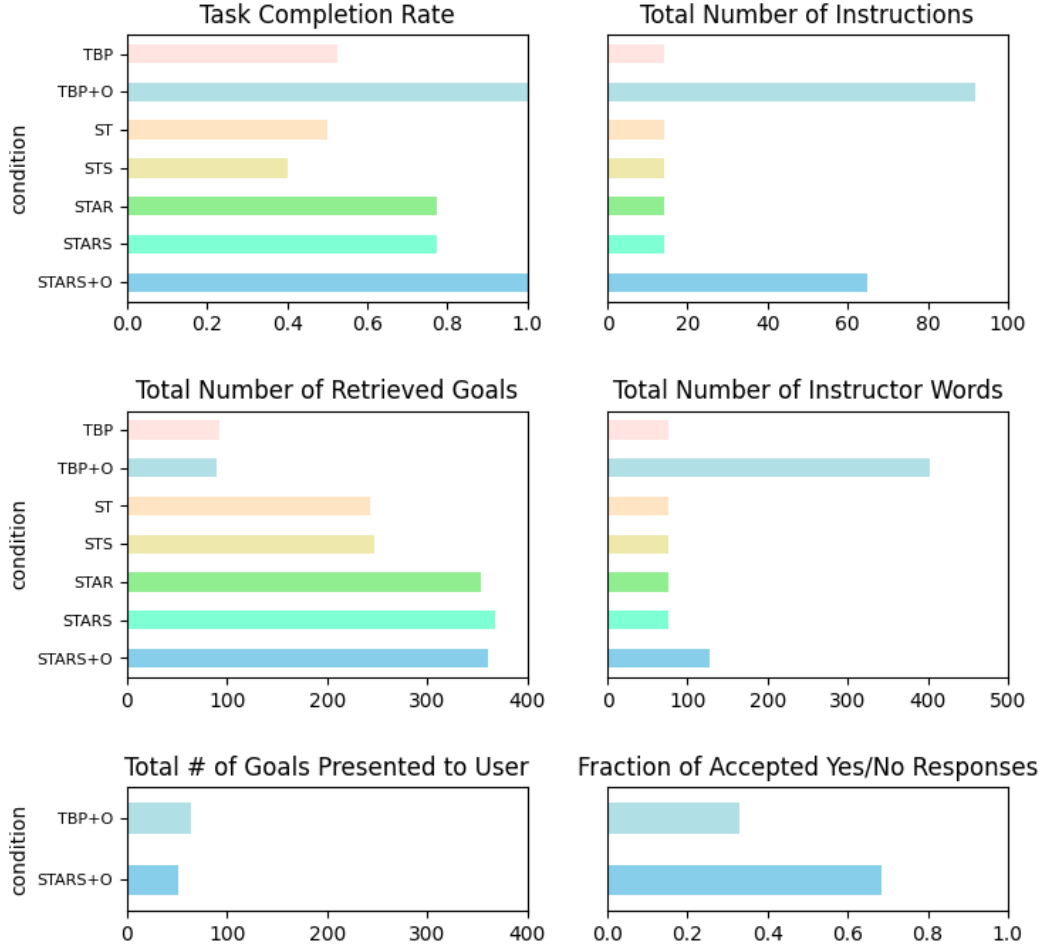 Task Completion Rate
Total Number of Instructions
condition
TBP
TBP+O
ST
STS
STAR
STARS
STARS+O
0.0 0.2 0.4 0.6 0.8 1.0
0 20 40 60 80 100
Total Number of Retrieved Goals
Total Number of Instructor Words
condition
TBP
TBP+O
ST
STS
STAR
STARS
STARS+O
0 100 200 300 400
0 100 200 300 400 500
Total # of Goals Presented to User
Fraction of Accepted Yes/No Responses
condition
TBP+O
STARS+O
0 100 200 300 400
0.0 0.2 0.4 0.6 0.8 1.0